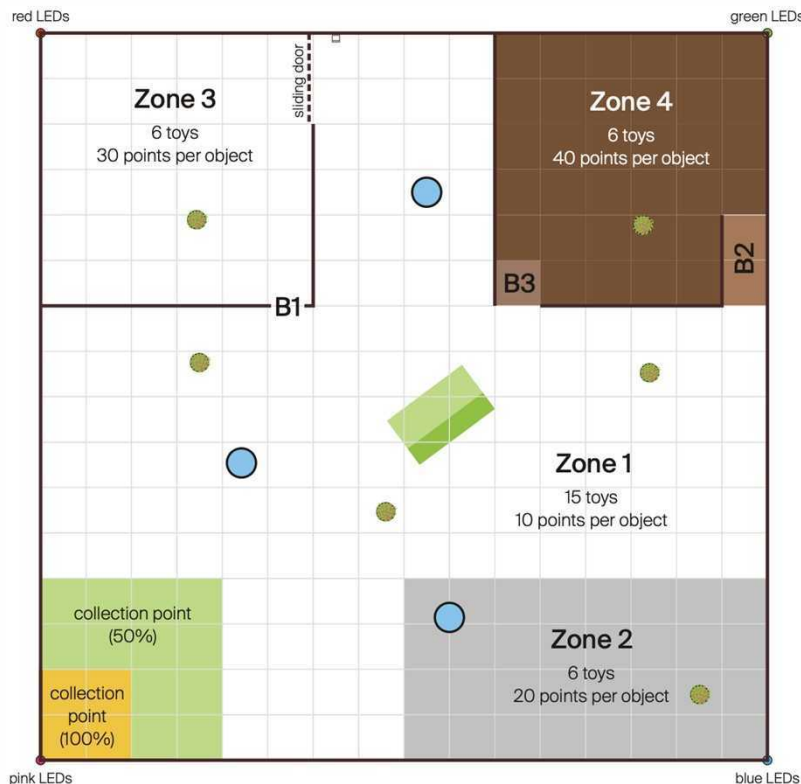 red LEDs
green LEDs
sliding door
Zone 3
6 toys
30 points per object
Zone 4
6 toys
40 points per object
B2
B3
B1
Zone 1
15 toys
10 points per object
collection point
(50%)
Zone 2
6 toys
20 points per object
collection
point
(100%)
pink LEDs
blue LEDs